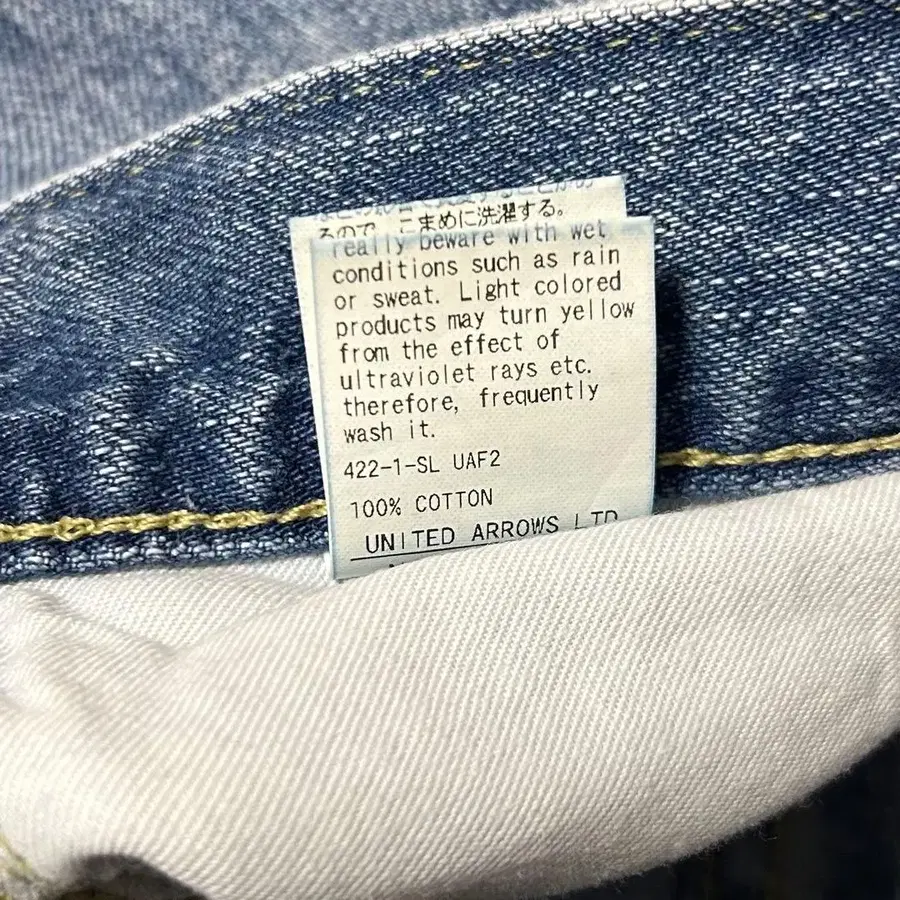 るので、こまめに洗濯する。
really beware with wet
conditions such as rain
or sweat. Light colored
products may turn yellow
from the effect of
ultraviolet rays etc.
therefore, frequently
wash it.
422-1-SL UAF2
100% COTTON
UNITED ARROWS LTD